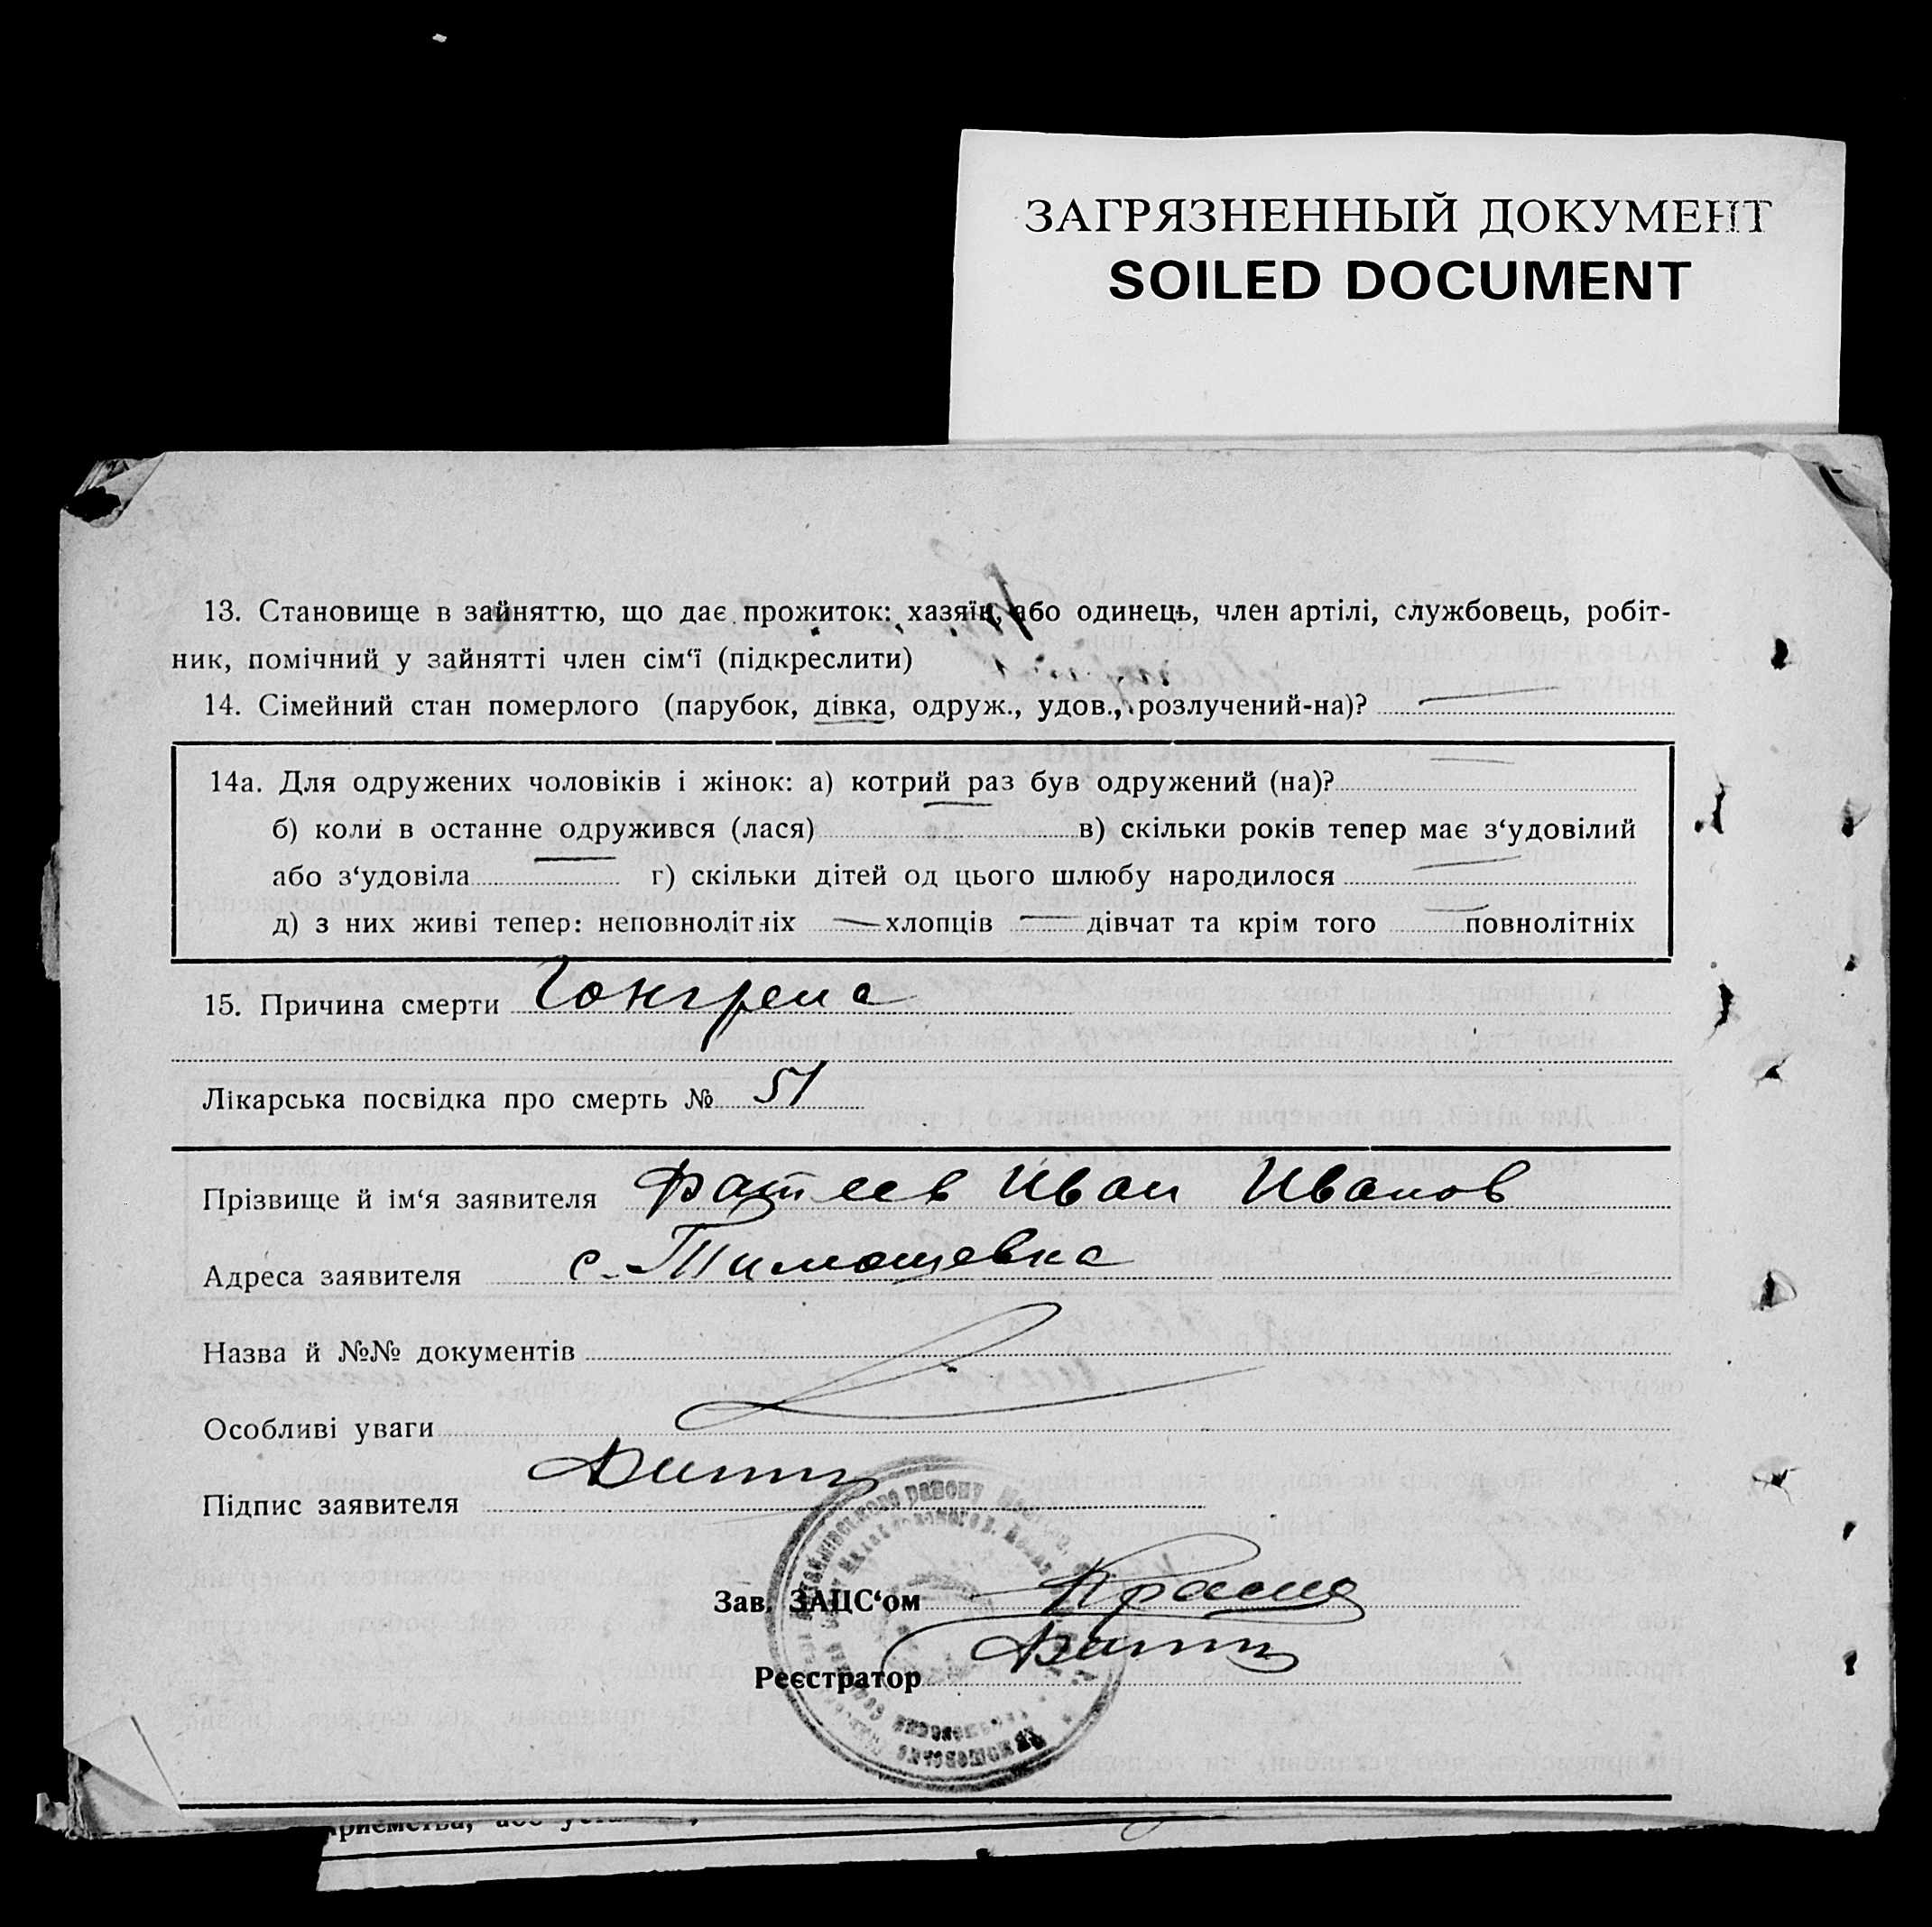 ЗАГРЯЗНЕННЫЙ ДОКУМЕНТ
SOILED DOCUMENT
13. Становище в зайняттю, що дає прожиток: хазяїн, або одинець, член артілі, службовець, робіт-
ник, помічний у зайнятті член сім‘ї (підкреслити)
14. Сімейний стан померлого (парубок, дівка, одруж., удов., розлучений-на)?
14а. Для одружених чоловіків і жінок: а) котрий раз був одружений (на)?
б) коли в останне одружився (лася) в) скільки років тепер має з‘удовілий
або з‘удовіла г) скільки дітей од цього шлюбу народилося
д) з них живі тепер: неповнолітніх — хлопців — дівчат та крім того — повнолітніх
15. Причина смерти Гонгрена
Лікарська посвідка про смерть № 51
Прізвище й ім‘я заявителя Фатеев Иван Иванов
Адреса заявителя с. Тимошевка
Назва й №№ документів
Особливі уваги
Підпис заявителя
Зав. ЗАЦС‘ом
Реєстратор
району